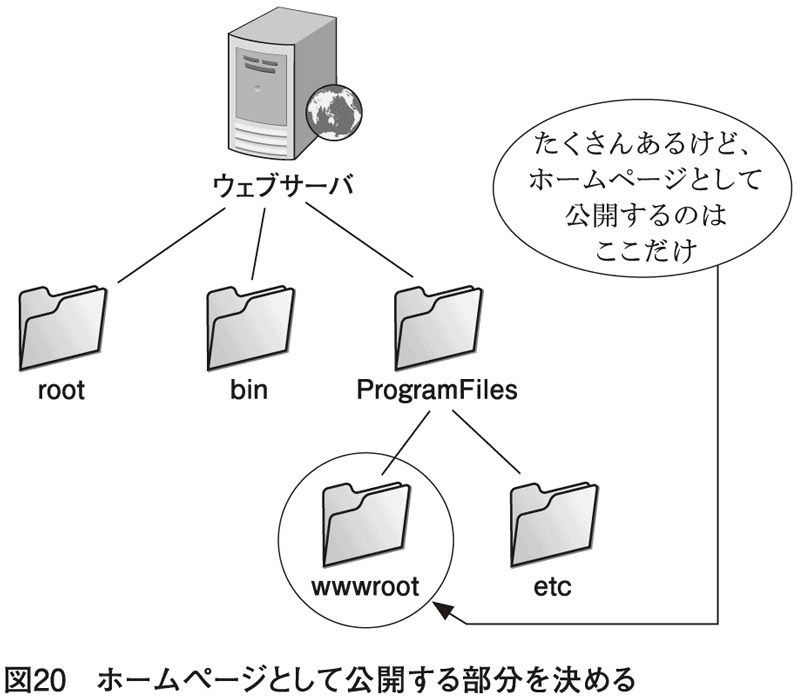 ウェブサーバ
たくさんあるけど、
ホームページとして
公開するのは
ここだけ
root
bin
ProgramFiles
wwwroot
etc
図20　ホームページとして公開する部分を決める